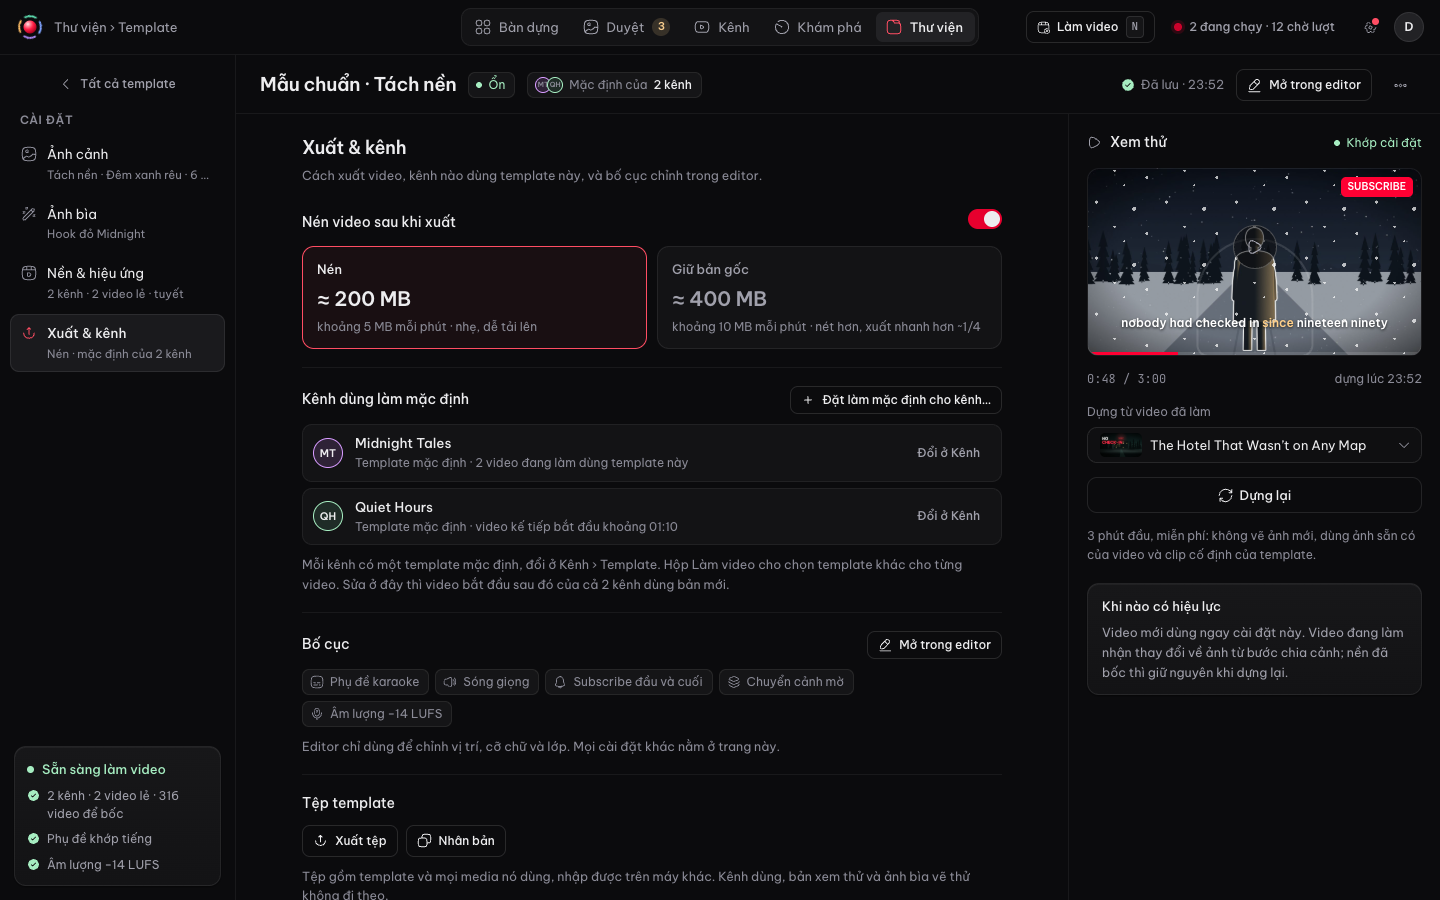 Thư viện › Template
Bản dựng
Duyệt 3
Kênh
Khám phá
Thư viện
Làm video N
2 đang chạy · 12 chờ lượt
D
Tất cả template
CÀI ĐẶT
Ảnh cảnh
Tách nền · Đêm xanh rêu · 6 ...
Ảnh bìa
Hook đỏ Midnight
Nền & hiệu ứng
2 kênh · 2 video lẻ · tuyết
Xuất & kênh
Nén · mặc định của 2 kênh
Sẵn sàng làm video
2 kênh · 2 video lẻ · 316
video để bốc
Phụ đề khớp tiếng
Âm lượng −14 LUFS
Mẫu chuẩn · Tách nền
Ổn
MT QH Mặc định của 2 kênh
Đã lưu · 23:52
Mở trong editor
Xuất & kênh
Cách xuất video, kênh nào dùng template này, và bố cục chỉnh trong editor.
Nén video sau khi xuất
Nén
≈ 200 MB
khoảng 5 MB mỗi phút · nhẹ, dễ tải lên
Giữ bản gốc
≈ 400 MB
khoảng 10 MB mỗi phút · nét hơn, xuất nhanh hơn ~1/4
Kênh dùng làm mặc định
Đặt làm mặc định cho kênh...
MT
Midnight Tales
Template mặc định · 2 video đang làm dùng template này
Đổi ở Kênh
QH
Quiet Hours
Template mặc định · video kế tiếp bắt đầu khoảng 01:10
Đổi ở Kênh
Mỗi kênh có một template mặc định, đổi ở Kênh › Template. Hộp Làm video cho chọn template khác cho từng
video. Sửa ở đây thì video bắt đầu sau đó của cả 2 kênh dùng bản mới.
Bố cục
Mở trong editor
Phụ đề karaoke
Sóng giọng
Subscribe đầu và cuối
Chuyển cảnh mờ
Âm lượng −14 LUFS
Editor chỉ dùng để chỉnh vị trí, cỡ chữ và lớp. Mọi cài đặt khác nằm ở trang này.
Tệp template
Xuất tệp
Nhân bản
Tệp gồm template và mọi media nó dùng, nhập được trên máy khác. Kênh dùng, bản xem thử và ảnh bìa vẽ thử
không đi theo.
Xem thử
Khớp cài đặt
SUBSCRIBE
nobody had checked in since nineteen ninety
0:48 / 3:00
dựng lúc 23:52
Dựng từ video đã làm
The Hotel That Wasn't on Any Map
Dựng lại
3 phút đầu, miễn phí: không vẽ ảnh mới, dùng ảnh sẵn có
của video và clip cố định của template.
Khi nào có hiệu lực
Video mới dùng ngay cài đặt này. Video đang làm
nhận thay đổi về ảnh từ bước chia cảnh; nền đã
bốc thì giữ nguyên khi dựng lại.